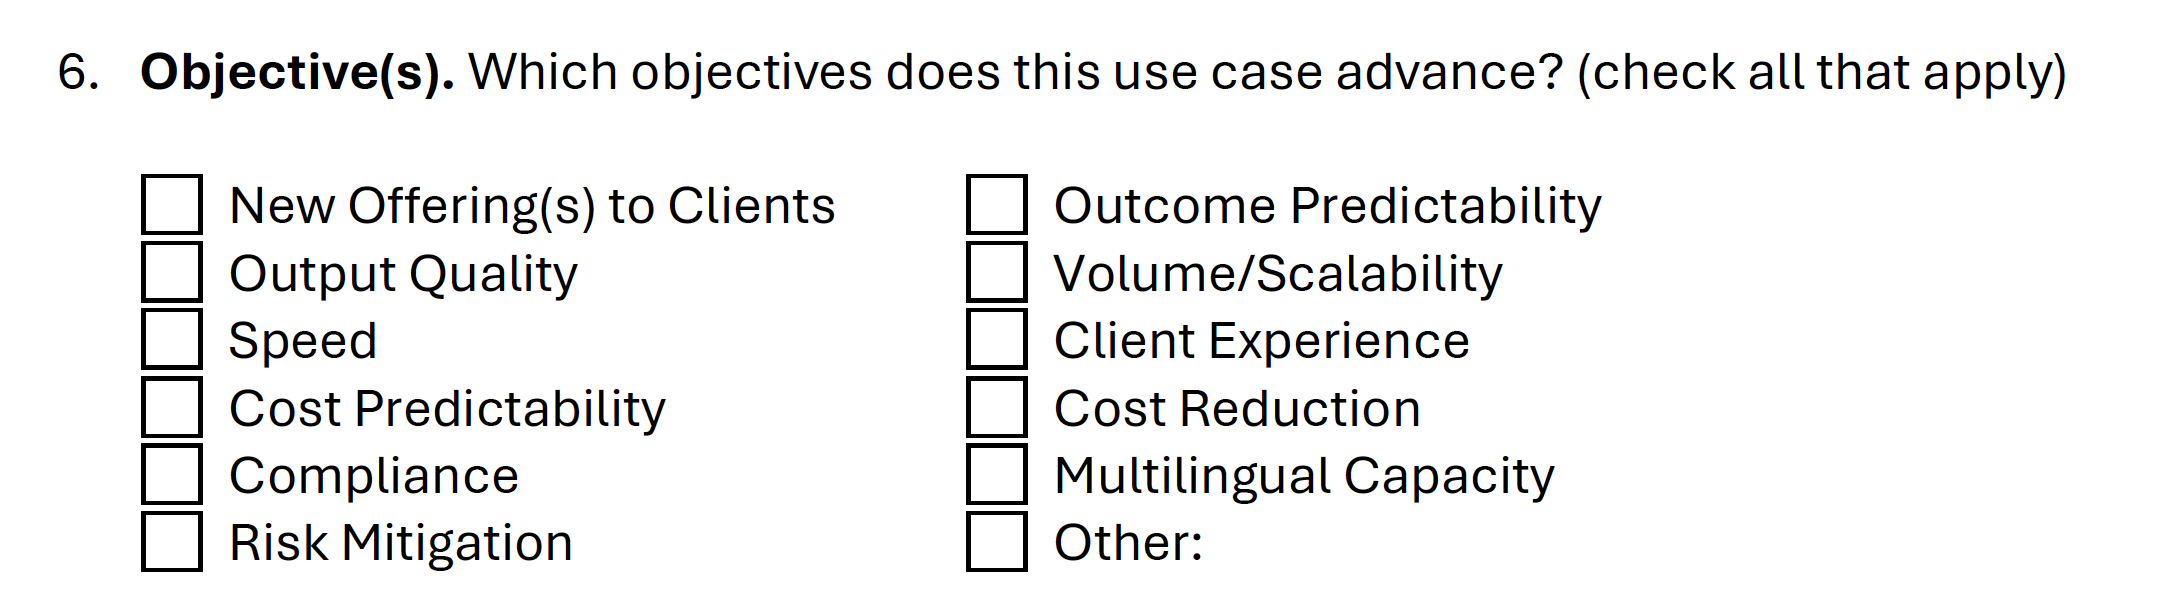 6. Objective(s). Which objectives does this use case advance? (check all that apply)
New Offering(s) to Clients
Output Quality
Speed
Cost Predictability
Compliance
Risk Mitigation
Outcome Predictability
Volume/Scalability
Client Experience
Cost Reduction
Multilingual Capacity
Other: